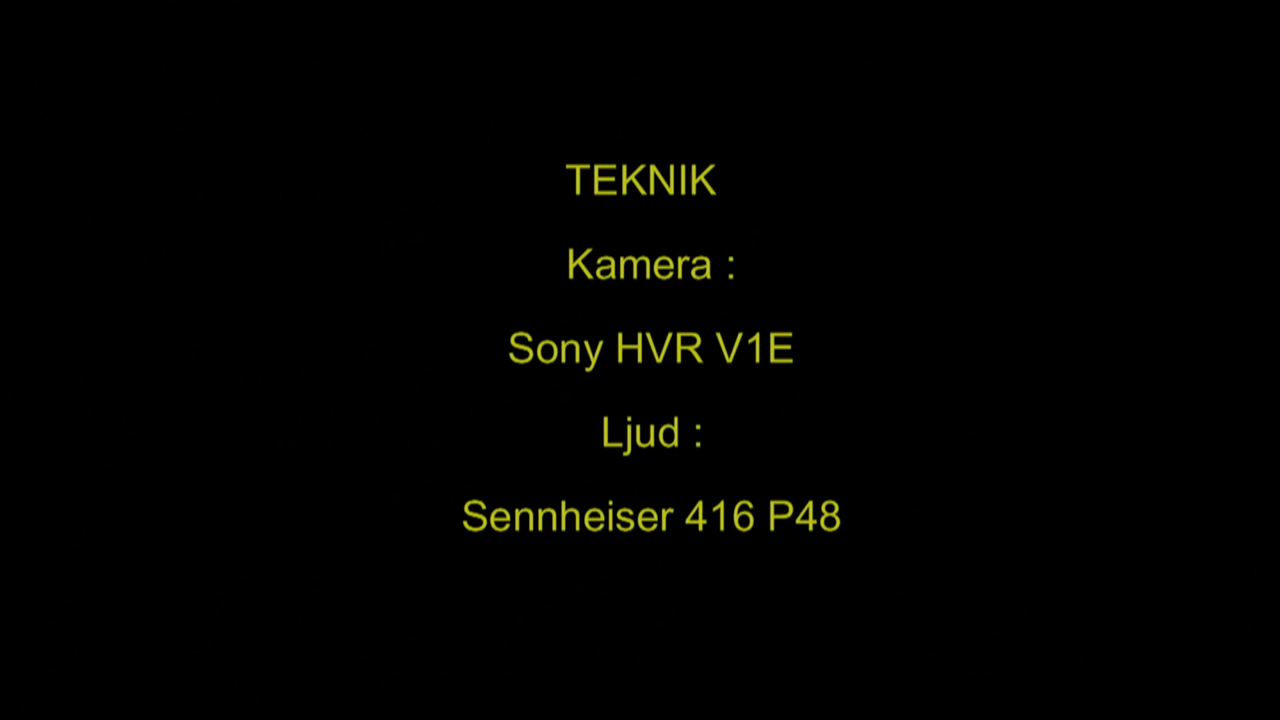 TEKNIK
Kamera :
Sony HVR V1E
Ljud :
Sennheiser 416 P48